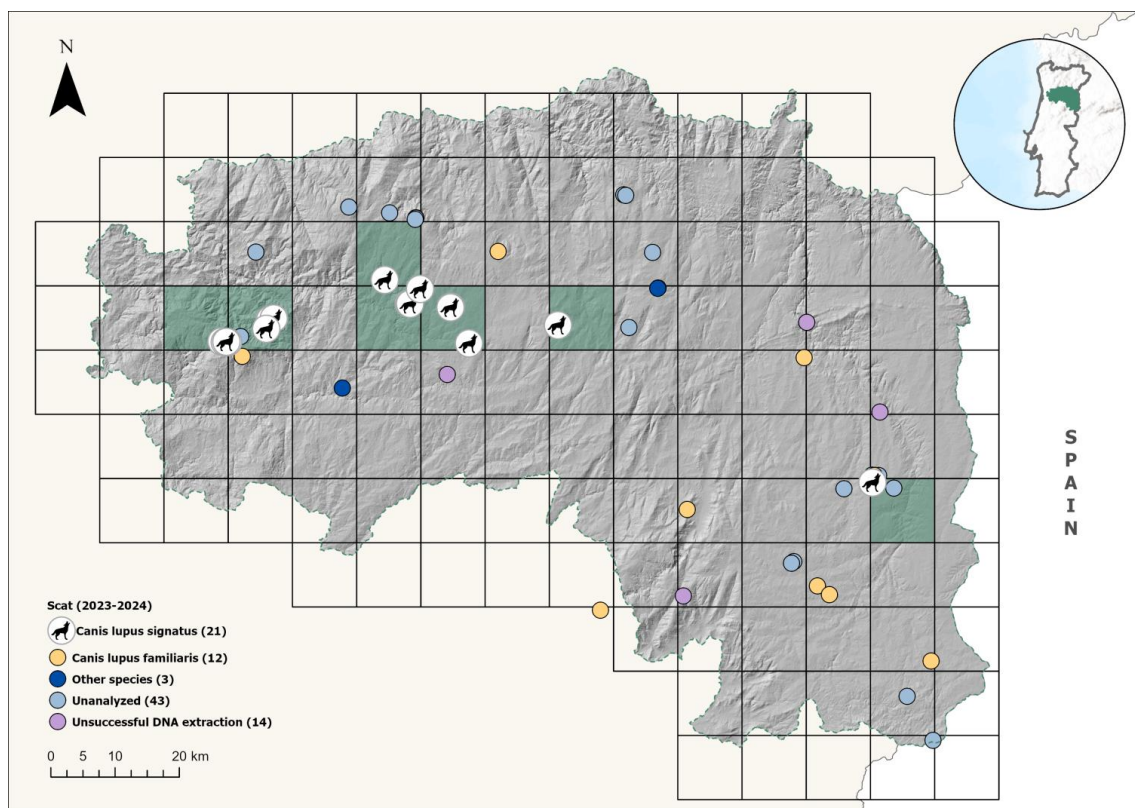 N
SPAIN
Scat (2023-2024)
Canis lupus signatus (21)
Canis lupus familiaris (12)
Other species (3)
Unanalyzed (43)
Unsuccessful DNA extraction (14)
0 5 10 20 km